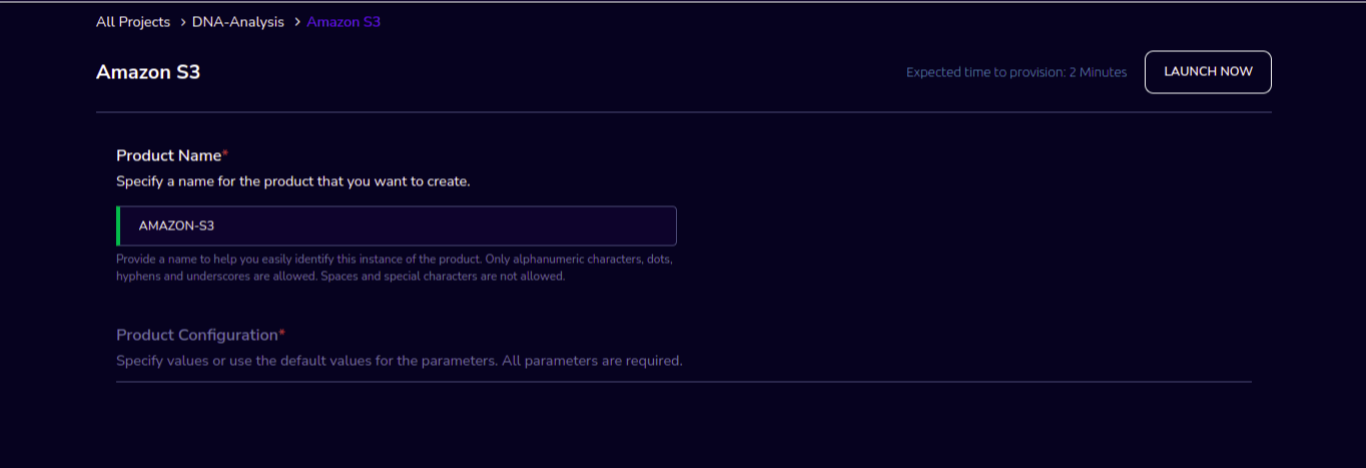 All Projects > DNA-Analysis > Amazon S3
Amazon S3
Expected time to provision: 2 Minutes
LAUNCH NOW
Product Name*
Specify a name for the product that you want to create.
AMAZON-S3
Provide a name to help you easily identify this instance of the product. Only alphanumeric characters, dots,
hyphens and underscores are allowed. Spaces and special characters are not allowed.
Product Configuration*
Specify values or use the default values for the parameters. All parameters are required.